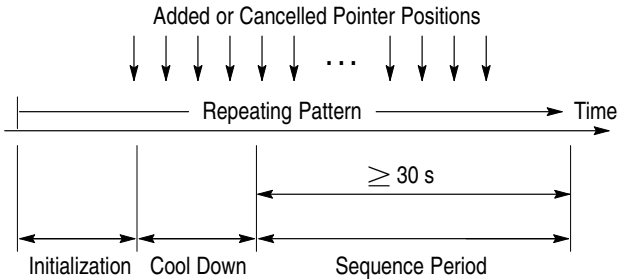 Added or Cancelled Pointer Positions
...
Repeating Pattern
Time
≥ 30 s
Initialization
Cool Down
Sequence Period